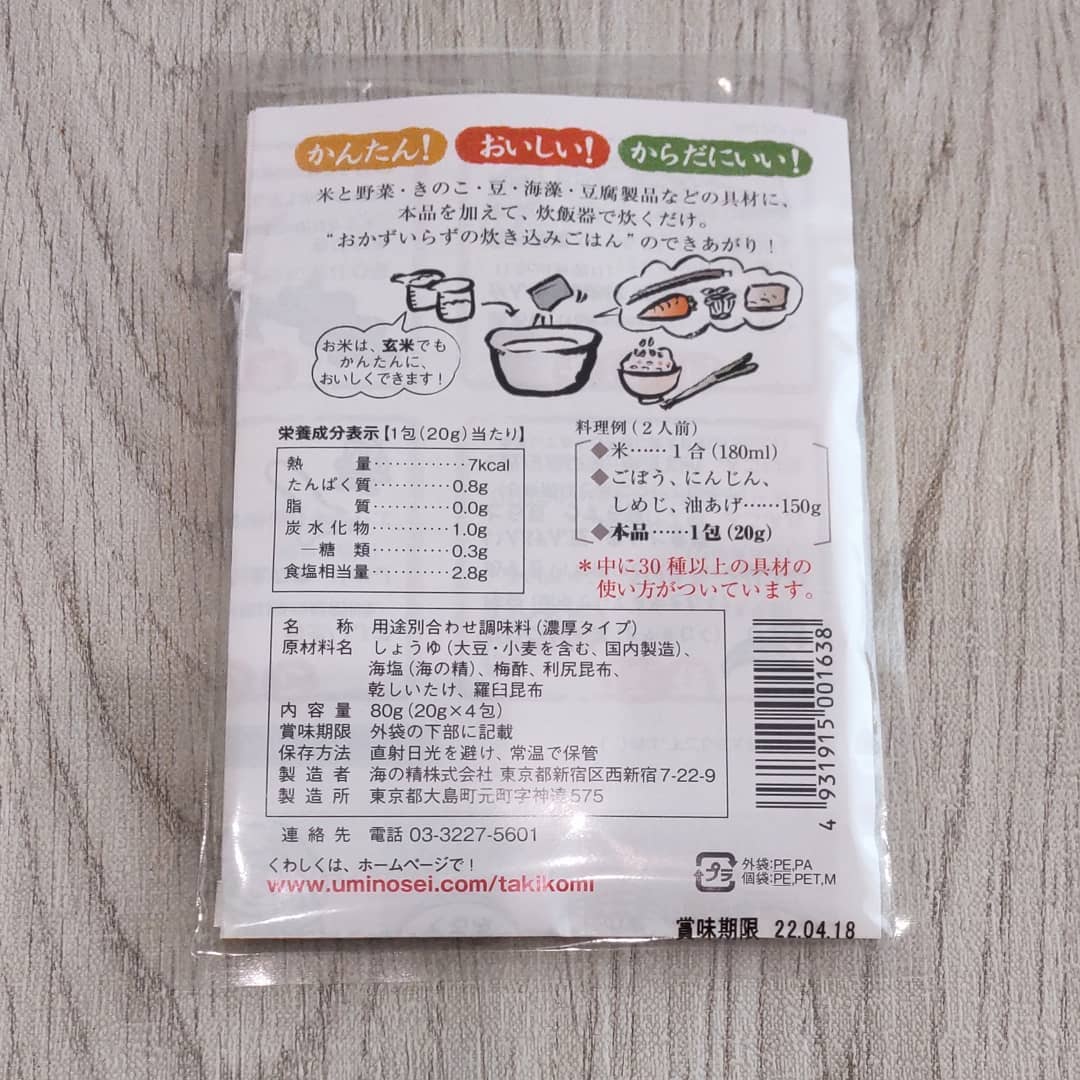 かんたん! おいしい! からだにいい!
米と野菜・きのこ・豆・海藻・豆腐製品などの具材に、
本品を加えて、炊飯器で炊くだけ。
“おかずいらずの炊き込みごはん”のできあがり!
お米は、玄米でも
かんたんに、
おいしくできます!
栄養成分表示【1包(20g)当たり】
熱量…………7kcal
たんぱく質…………0.8g
脂質…………0.0g
炭水化物…………1.0g
―糖類…………0.3g
食塩相当量…………2.8g
料理例(2人前)
◆米……1合(180ml)
◆ごぼう、にんじん、
しめじ、油あげ……150g
◆本品……1包(20g)
*中に30種以上の具材の
使い方がついています。
名称 用途別合わせ調味料(濃厚タイプ)
原材料名 しょうゆ(大豆・小麦を含む、国内製造)、
海塩(海の精)、梅酢、利尻昆布、
乾しいたけ、羅臼昆布
内容量 80g(20g×4包)
賞味期限 外袋の下部に記載
保存方法 直射日光を避け、常温で保管
製造者 海の精株式会社 東京都新宿区西新宿7-22-9
製造所 東京都大島町元町字神達575
連絡先 電話 03-3227-5601
くわしくは、ホームページで!
www.uminosei.com/takikomi
4 931915 001638
プラ
外袋:PE,PA
個袋:PE,PET,M
賞味期限 22.04.18